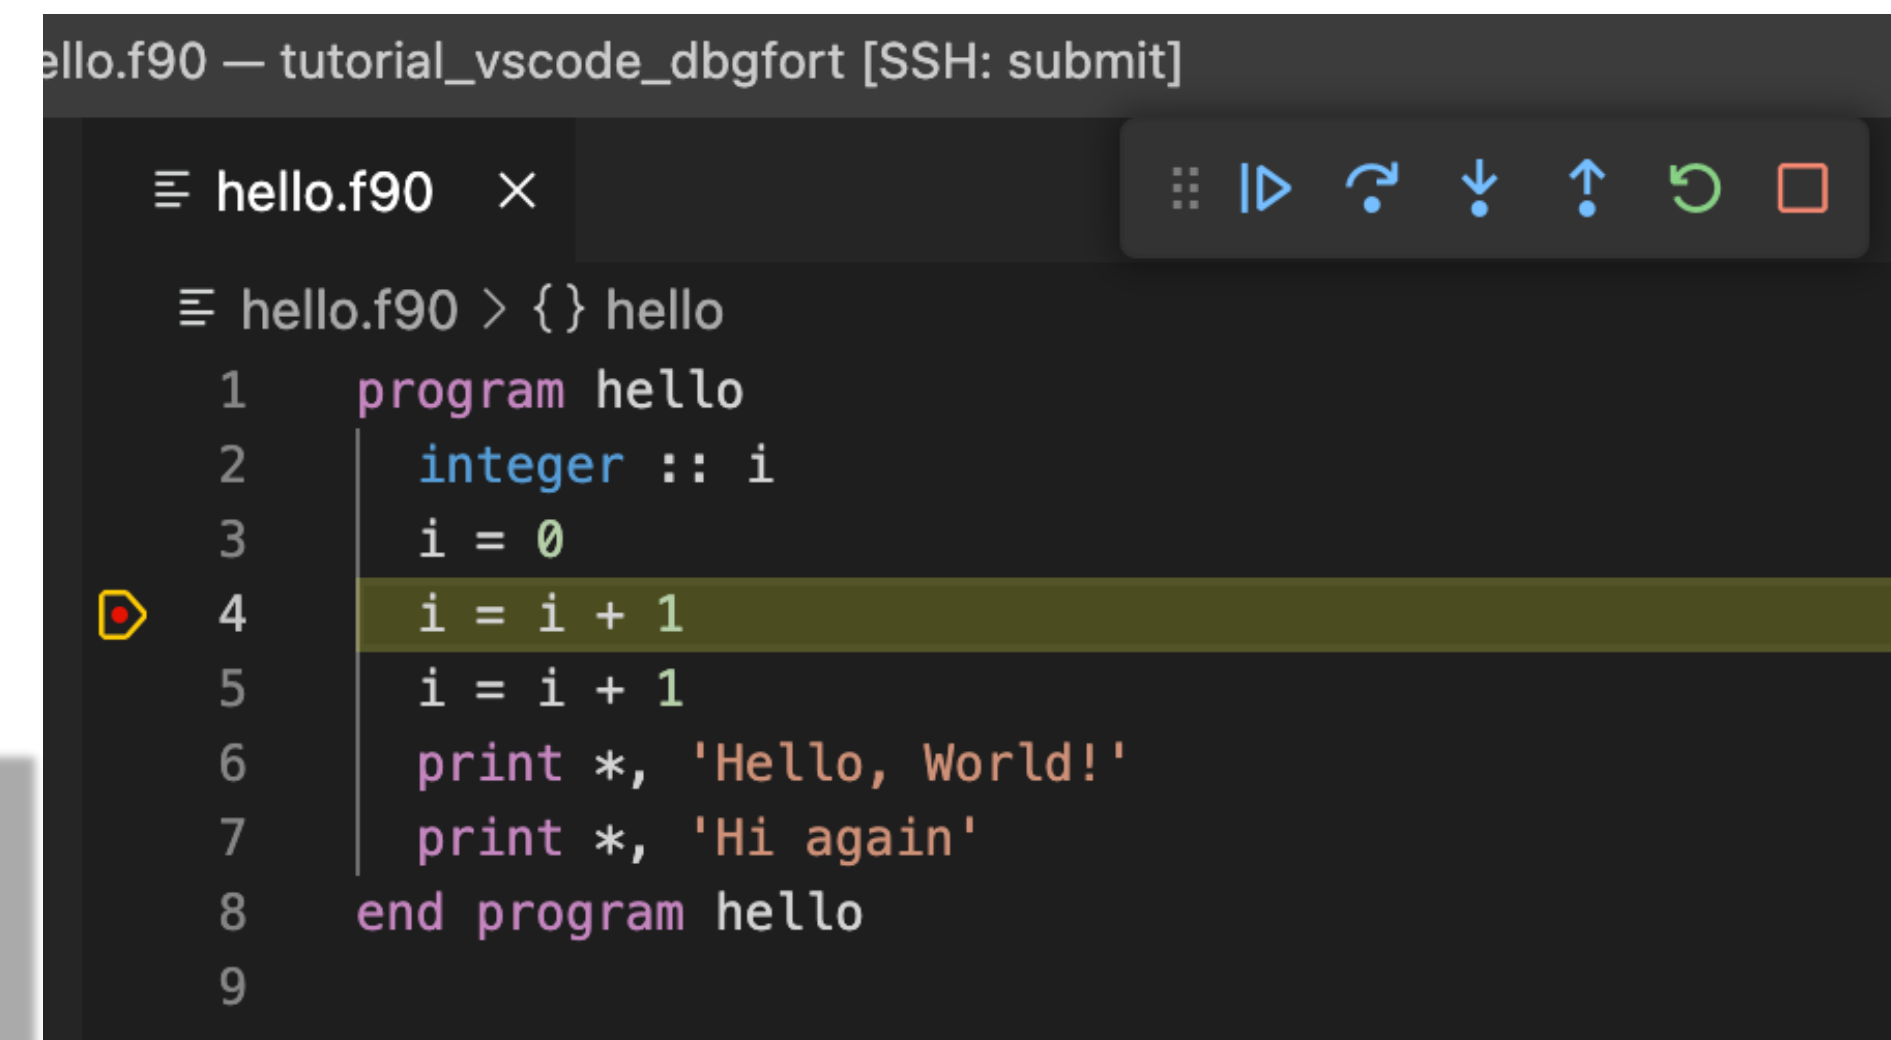 ello.f90 — tutorial_vscode_dbgfort [SSH: submit]
hello.f90
hello.f90 > {} hello
1 program hello
2 integer :: i
3 i = 0
4 i = i + 1
5 i = i + 1
6 print *, 'Hello, World!'
7 print *, 'Hi again'
8 end program hello
9